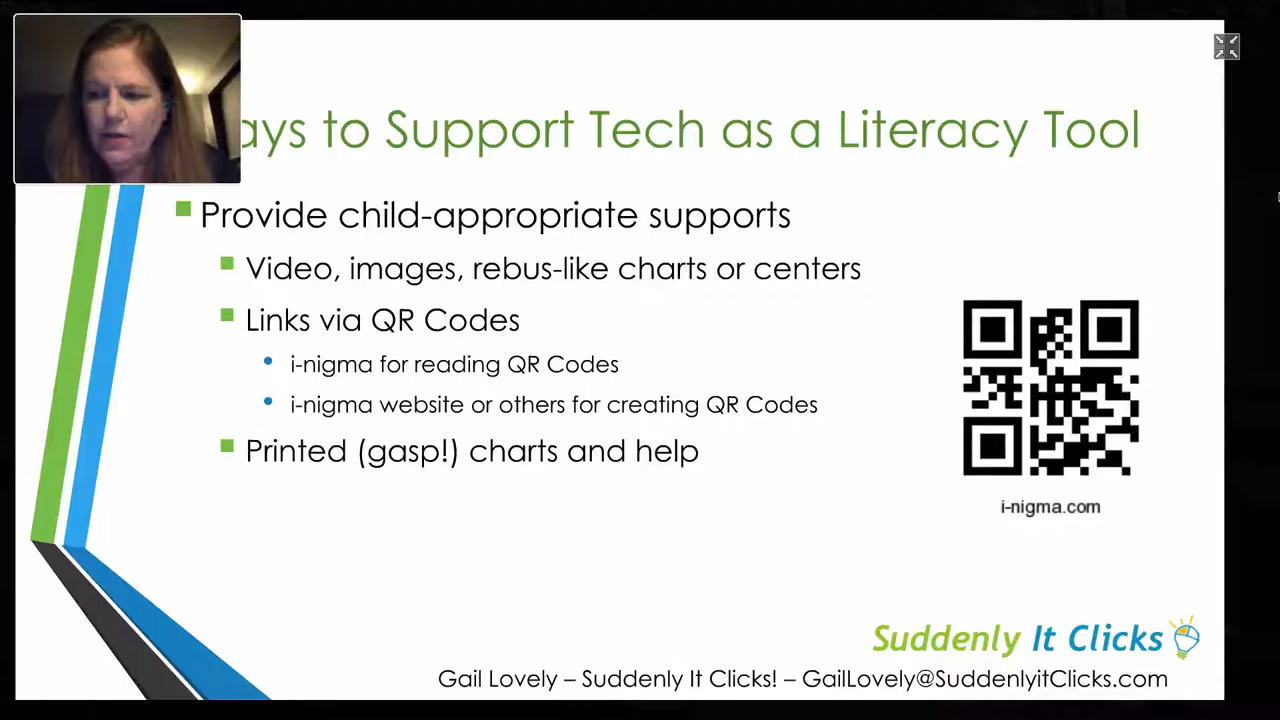 ays to Support Tech as a Literacy Tool
Provide child-appropriate supports
Video, images, rebus-like charts or centers
Links via QR Codes
i-nigma for reading QR Codes
i-nigma website or others for creating QR Codes
Printed (gasp!) charts and help
i-nigma.com
Suddenly It Clicks
Gail Lovely – Suddenly It Clicks! – GailLovely@SuddenlyitClicks.com